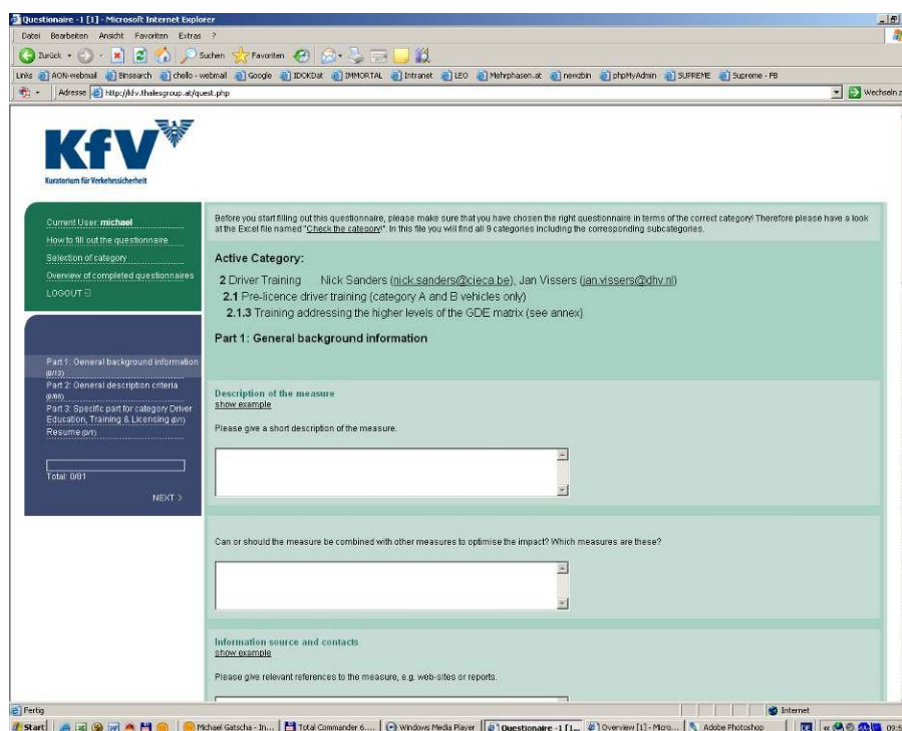 Questionaire -1 [1] - Microsoft Internet Explorer
Datei Bearbeiten Ansicht Favoriten Extras ?
Zurück Suchen Favoriten
Links AON-webmail Binsearch chello - webmail Google IDOKDat IMMORTAL Intranet LEO Mehrphasen.at newzbin phpMyAdmin SUPREME Supreme - FB
Adresse http://kfv.thalesgroup.at/quest.php Wechseln z
KfV
Kuratorium für Verkehrssicherheit
Current User: michael
How to fill out the questionnaire
Selection of category
Overview of completed questionnaires
LOGOUT
Part 1: General background information
(0/12)
Part 2: General description criteria
Part 3: Specific part for category Driver
Education, Training & Licensing (0/1)
Resume (0/1)
Total: 0/81
NEXT >
Before you start filling out this questionnaire, please make sure that you have chosen the right questionnaire in terms of the correct category! Therefore please have a look
at the Excel file named "Check the category!". In this file you will find all 9 categories including the corresponding subcategories.
Active Category:
2 Driver Training Nick Sanders (nick.sanders@cieca.be), Jan Vissers (jan.vissers@dhv.nl)
2.1 Pre-licence driver training (category A and B vehicles only)
2.1.3 Training addressing the higher levels of the GDE matrix (see annex)
Part 1: General background information
Description of the measure
show example
Please give a short description of the measure.
Can or should the measure be combined with other measures to optimise the impact? Which measures are these?
Information source and contacts
show example
Please give relevant references to the measure, e.g. web-sites or reports.
Fertig Internet
Start Michael Gatscha - In... Total Commander 6.... Windows Media Player Questionaire -1 [1... Overview [1] - Micro... Adobe Photoshop